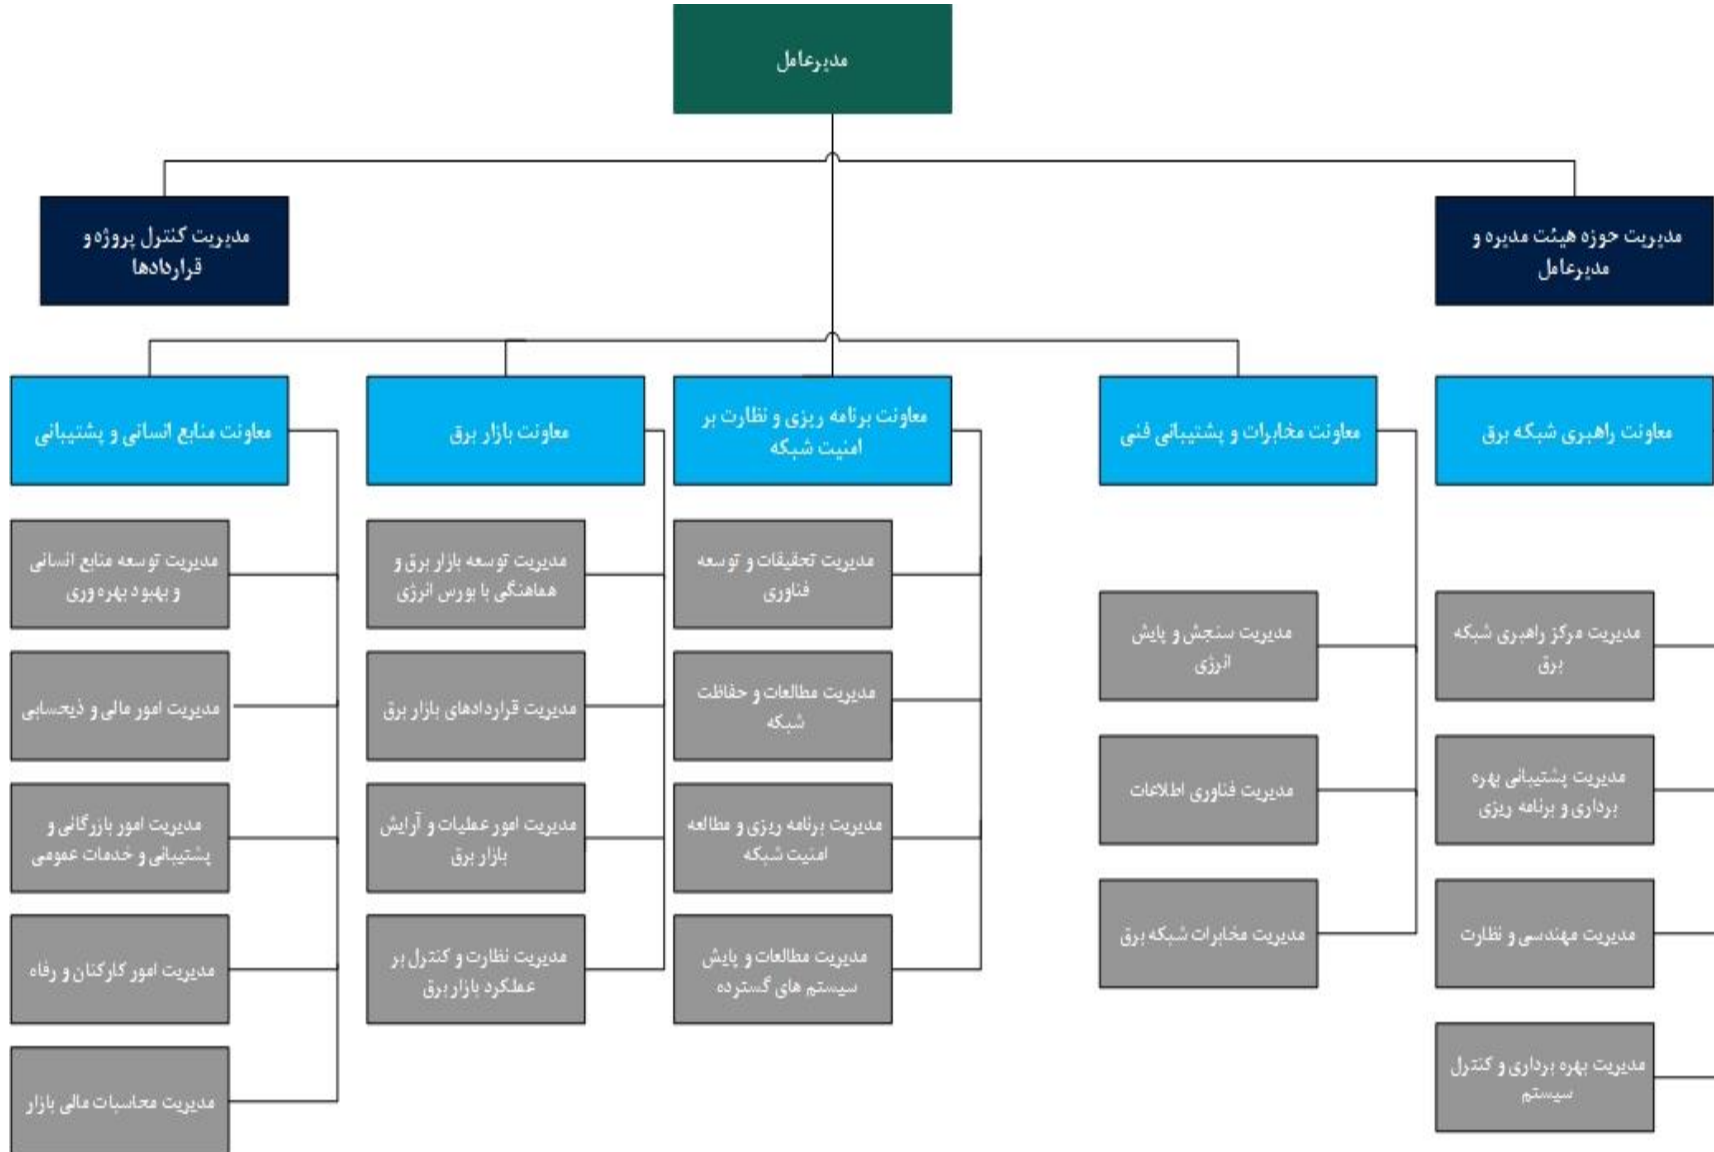 مدیرعامل
مدیریت حوزه هیئت مدیره و
مدیرعامل
مدیریت کنترل پروژه و
قراردادها
معاونت راهبری شبکه برق
مدیریت مرکز راهبری شبکه
برق
مدیریت پشتیبانی بهره
برداری و برنامه ریزی
مدیریت مهندسی و نظارت
مدیریت بهره برداری و کنترل
سیستم
معاونت مخابرات و پشتیبانی فنی
مدیریت سنجش و پایش
انرژی
مدیریت فناوری اطلاعات
مدیریت مخابرات شبکه برق
معاونت برنامه ریزی و نظارت بر
امنیت شبکه
مدیریت تحقیقات و توسعه
فناوری
مدیریت مطالعات و حفاظت
شبکه
مدیریت برنامه ریزی و مطالعه
امنیت شبکه
مدیریت مطالعات و پایش
سیستم های گسترده
معاونت بازار برق
مدیریت توسعه بازار برق و
هماهنگی با بورس انرژی
مدیریت قراردادهای بازار برق
مدیریت امور عملیات و آرایش
بازار برق
مدیریت نظارت و کنترل بر
عملکرد بازار برق
معاونت منابع انسانی و پشتیبانی
مدیریت توسعه منابع انسانی
و بهبود بهره وری
مدیریت امور مالی و ذیحسابی
مدیریت امور بازرگانی و
پشتیبانی و خدمات عمومی
مدیریت امور کارکنان و رفاه
مدیریت محاسبات مالی بازار